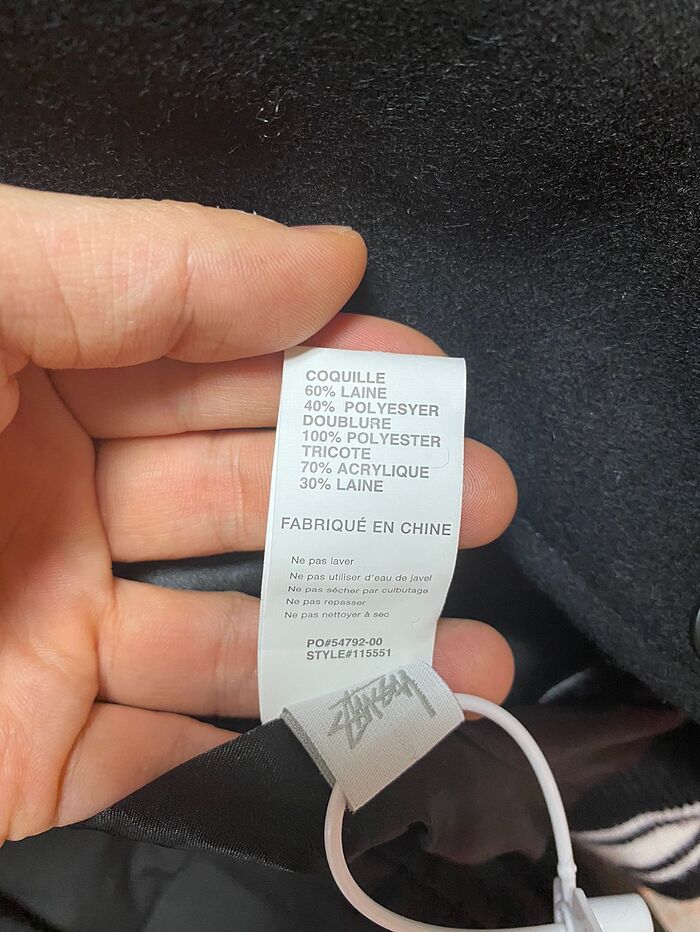 COQUILLE
60% LAINE
40% POLYESYER
DOUBLURE
100% POLYESTER
TRICOTE
70% ACRYLIQUE
30% LAINE
FABRIQUÉ EN CHINE
Ne pas laver
Ne pas utiliser d'eau de javel
Ne pas sécher par culbutage
Ne pas repasser
Ne pas nettoyer à sec
PO#54792-00
STYLE#115551